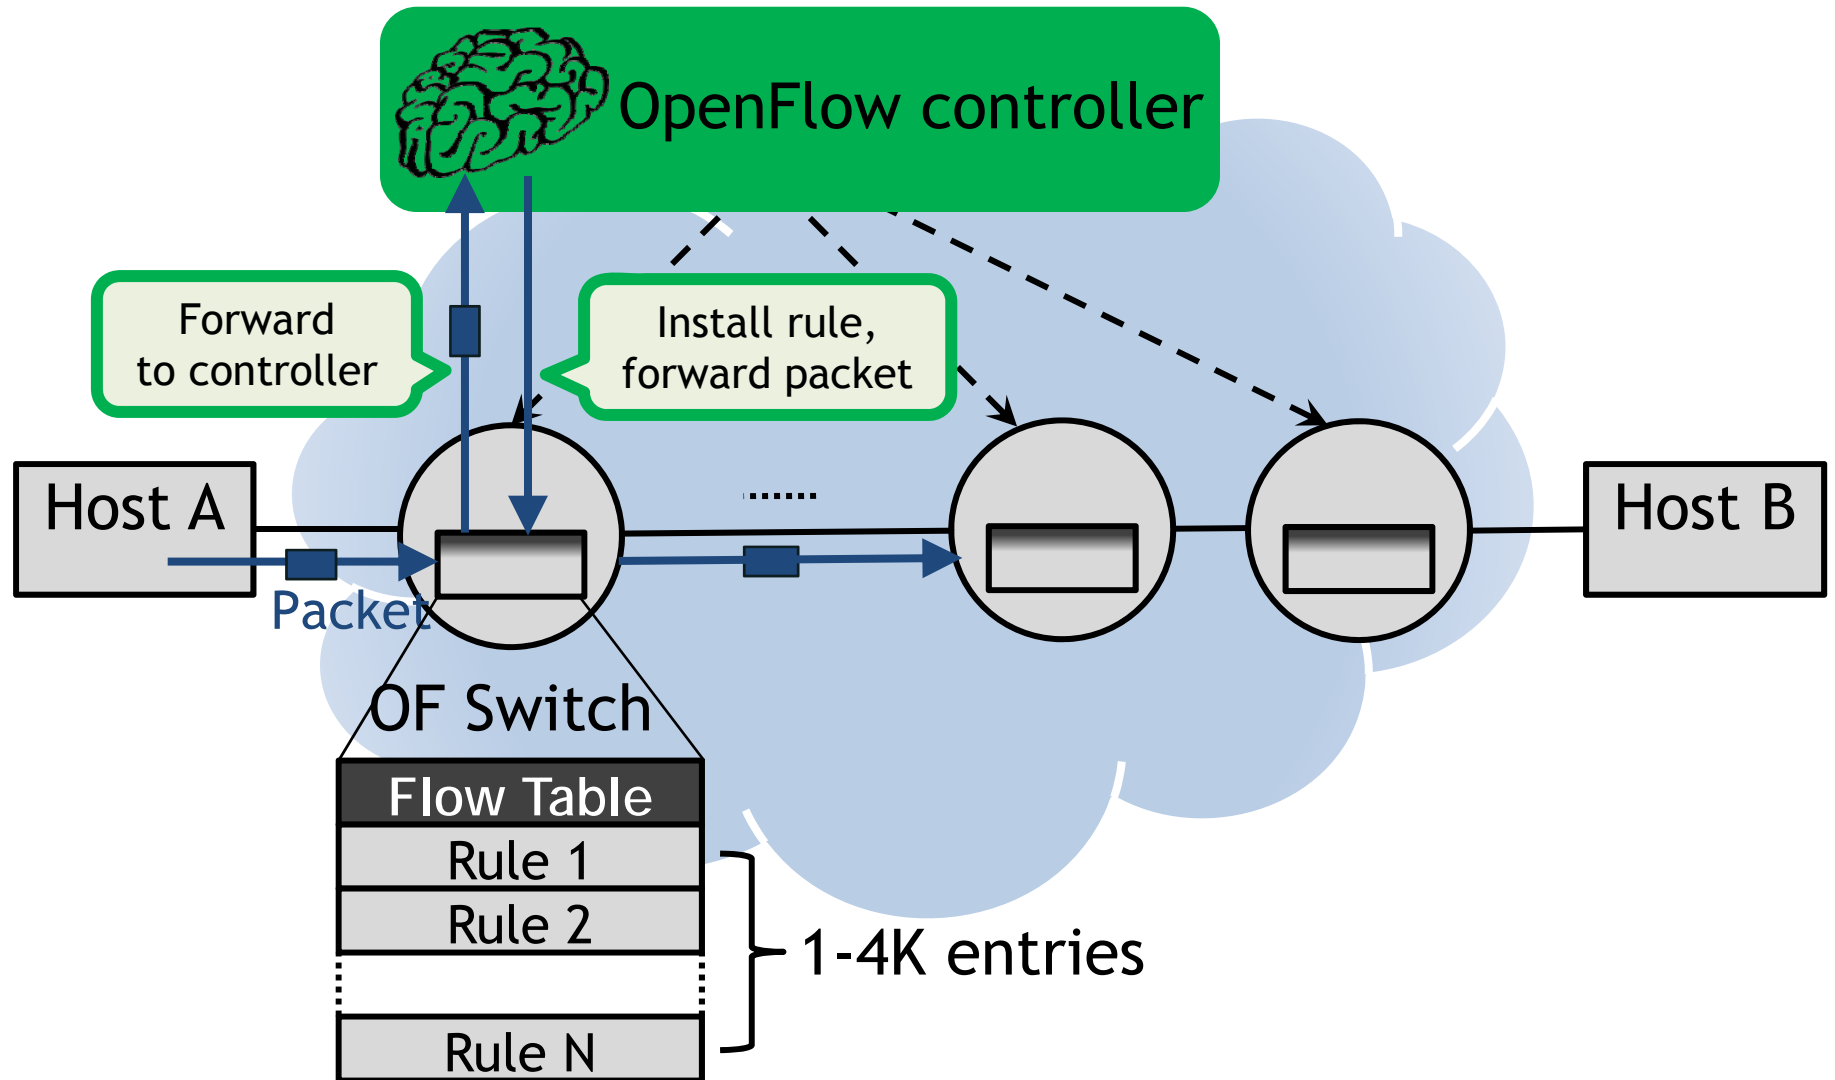 OpenFlow controller
Forward
to controller
Install rule,
forward packet
Host A
Host B
Packet
OF Switch
Flow Table
Rule 1
Rule 2
Rule N
1-4K entries